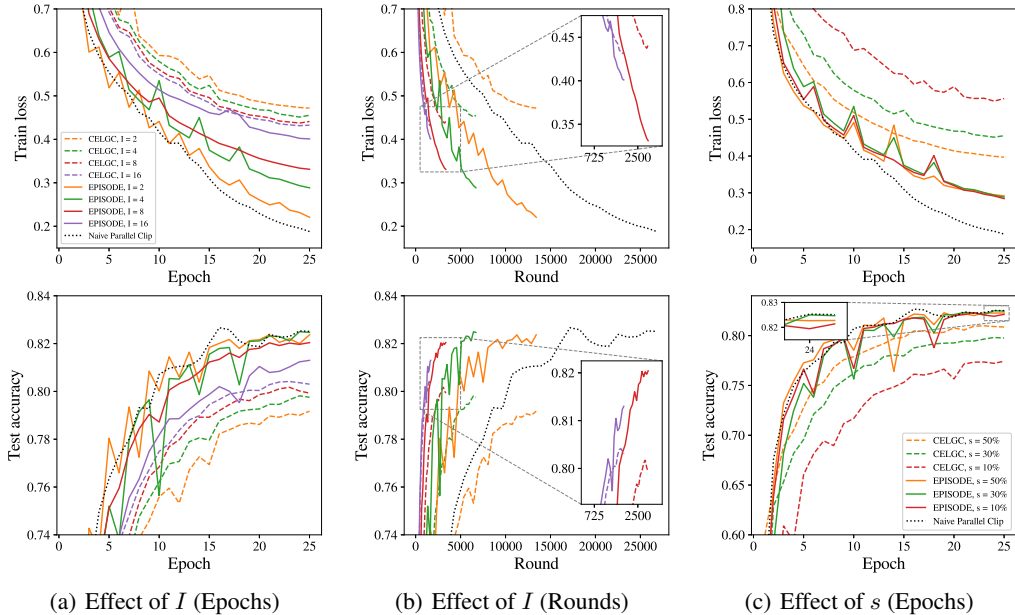 0.7
0.6
0.5
0.4
0.3
0.2
Train loss
CELGC, I = 2
CELGC, I = 4
CELGC, I = 8
CELGC, I = 16
EPISODE, I = 2
EPISODE, I = 4
EPISODE, I = 8
EPISODE, I = 16
Naive Parallel Clip
0 5 10 15 20 25
Epoch
0.7
0.6
0.5
0.4
0.3
0.2
Train loss
0.45
0.40
0.35
725 2500
0 5000 10000 15000 20000 25000
Round
0.8
0.7
0.6
0.5
0.4
0.3
0.2
Train loss
0 5 10 15 20 25
Epoch
0.84
0.82
0.80
0.78
0.76
0.74
Test accuracy
0 5 10 15 20 25
Epoch
0.84
0.82
0.80
0.78
0.76
0.74
Test accuracy
0.82
0.81
0.80
725 2500
0 5000 10000 15000 20000 25000
Round
0.80
0.75
0.70
0.65
0.60
Test accuracy
0.83
0.82
24
CELGC, s = 50%
CELGC, s = 30%
CELGC, s = 10%
EPISODE, s = 50%
EPISODE, s = 30%
EPISODE, s = 10%
Naive Parallel Clip
0 5 10 15 20 25
Epoch
(a) Effect of I (Epochs)
(b) Effect of I (Rounds)
(c) Effect of s (Epochs)